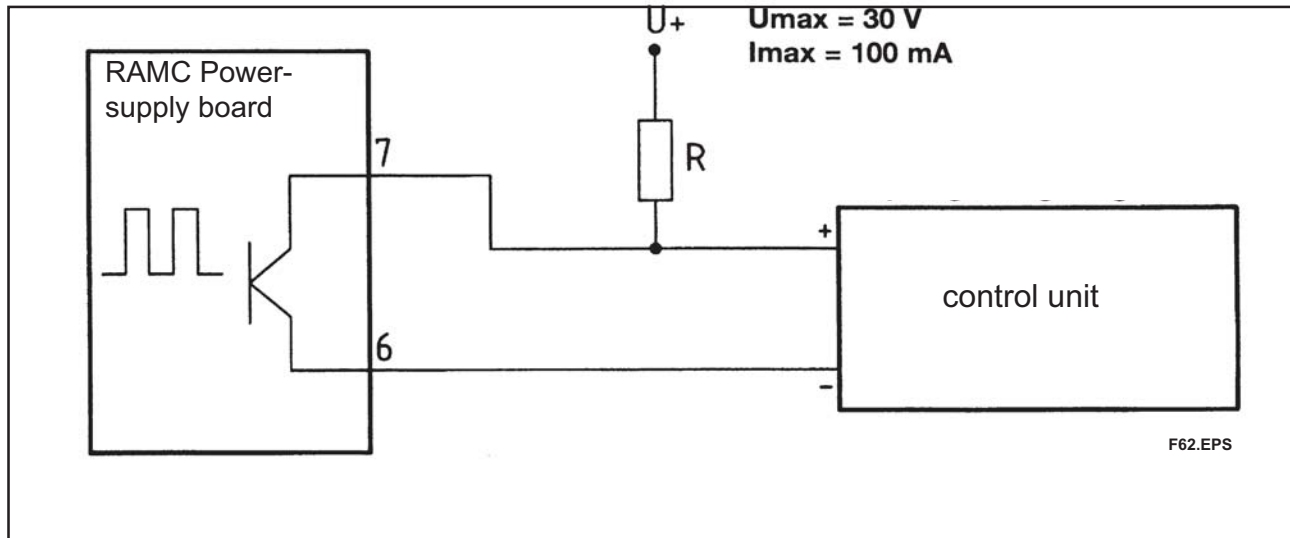 U+
Umax = 30 V
Imax = 100 mA
RAMC Power-
supply board
7
R
+
control unit
6
-
F62.EPS